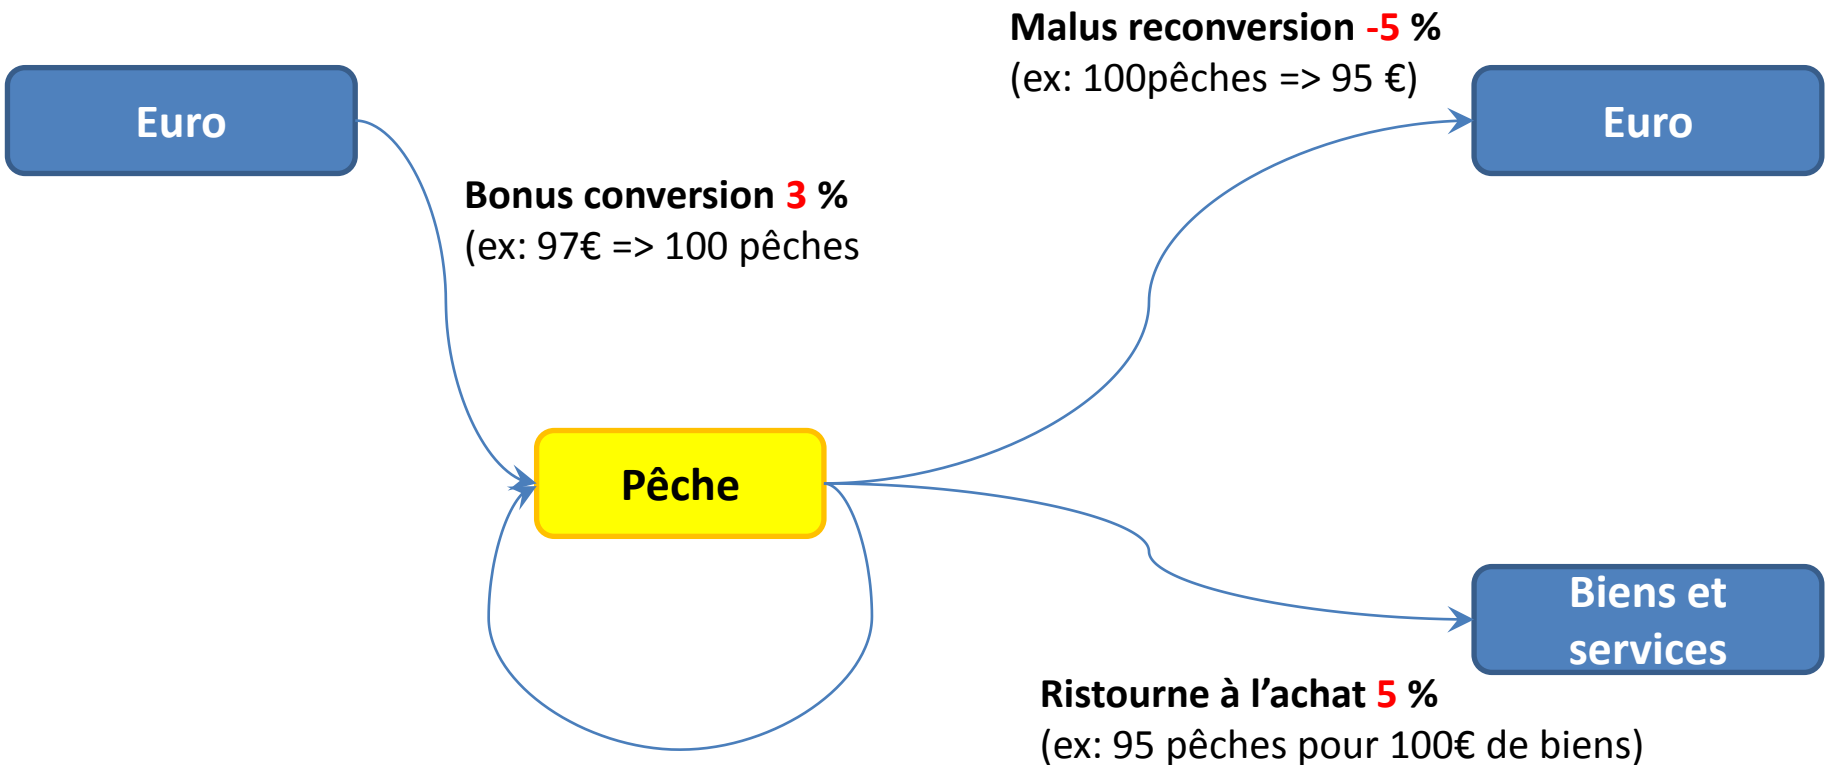 Malus reconversion -5 %
(ex: 100pêches => 95 €)
Euro
Euro
Bonus conversion 3 %
(ex: 97€ => 100 pêches
Pêche
Biens et
services
Ristourne à l’achat 5 %
(ex: 95 pêches pour 100€ de biens)